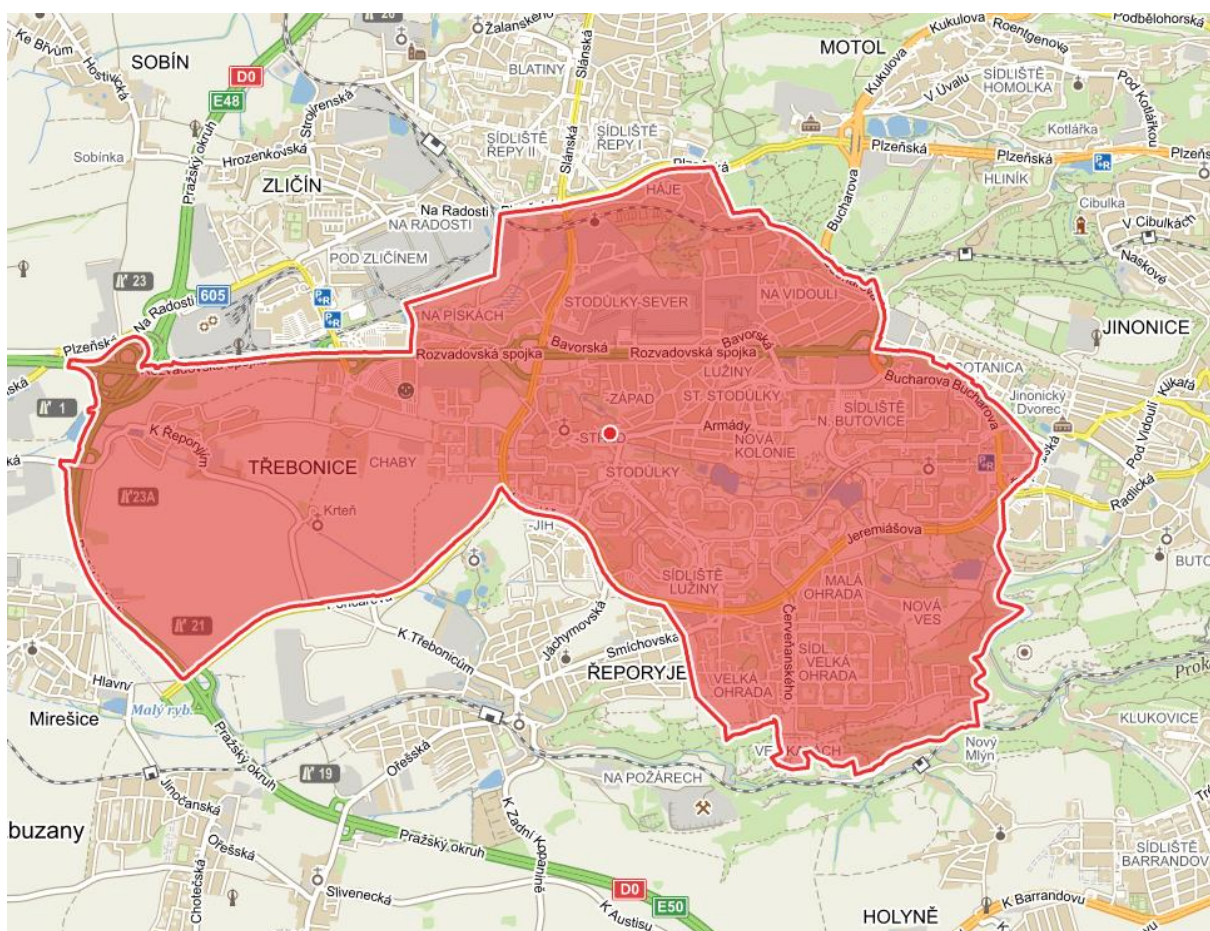 26
Žalanského
Kukulova
Roentgenova
Podbělohorská
Ke Břvům
SOBÍN
Slánská
MOTOL
Hostivická
D0
BLATINY
Kukulova
V Úvalu
SÍDLIŠTĚ
HOMOLKA
Pod Kotlářkou
E48
Strojírenská
Pražský okruh
SÍDLIŠTĚ
ŘEPY II
Slánská
SÍDLIŠTĚ
ŘEPY I
Kotlářka
Sobínka
Hrozenkovská
Plzeňská
Plzeňská
Plzeňská
Plzeňs
P+R
ZLIČÍN
HÁJE
HLINÍK
Na Radosti
NA RADOSTI
Bucharova
Cibulka
V Cibulkách
POD ZLIČÍNEM
Naskové
23
605
P+R
P+R
Na Radosti
Plzeňská
NA PÍSKÁCH
STODŮLKY-SEVER
NA VIDOULI
JINONICE
Rozvadovská spojka
Bavorská
Rozvadovská spojka
Bavorská
LUŽINY
BOTANICA
Bucharova
Bucharova
Jinonický
Dvorec
Klikatá
1
-ZÁPAD
ST. STODŮLKY
SÍDLIŠTĚ
N. BUTOVICE
K Řeporyjím
Armády
-STŘED
NOVÁ
KOLONIE
Pod Vidoulí
TŘEBONICE
CHABY
STODŮLKY
P+R
Radlická
23A
Krteň
-JIH
Jeremiášova
BUTO
SÍDLIŠTĚ
LUŽINY
MALÁ
OHRADA
NOVÁ
VES
21
Poncarova
K Třebonicům
Jáchymovská
Smíchovská
Červeňanského
SÍDL.
VELKÁ
OHRADA
ŘEPORYJE
VELKÁ
OHRADA
Prok
Hlavní
Malý ryb.
Mirešice
KLUKOVICE
Pražský okruh
Ořešská
Nový
Mlýn
19
NA POŽÁRECH
Jinočanská
buzany
K Zadní Kopanině
Pražský okruh
Ořešská
Chotečská
Slivenecká
SÍDLIŠTĚ
BARRANDOV
D0
E50
K Austisu
K Barrandovu
HOLYNĚ